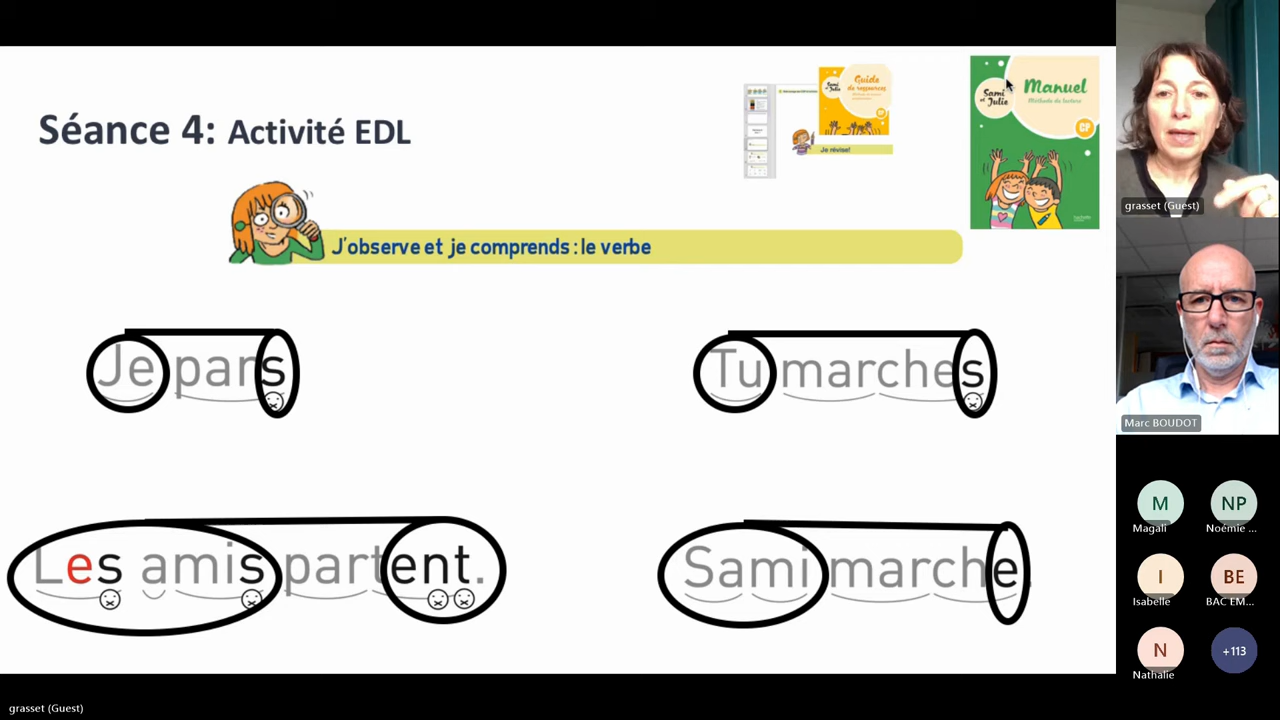 Séance 4: Activité EDL
Guide
de ressources
Je révise!
Sami
et Julie
Manuel
Méthode de lecture
CP
J'observe et je comprends : le verbe
Je pars
Tu marches
Les amis partent.
Sami marche.
grasset (Guest)
Marc BOUDOT
M
NP
Magali
Noémie ...
I
BE
Isabelle
BAC EM...
N
+113
Nathalie
grasset (Guest)